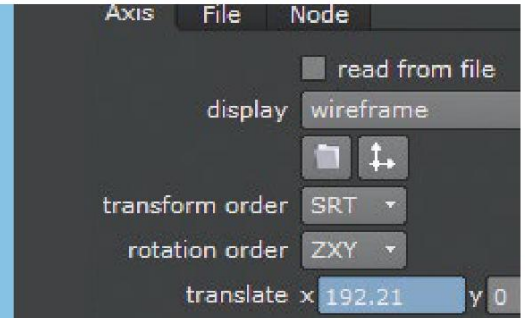 Axis File Node
read from file
display wireframe
transform order SRT
rotation order ZXY
translate x 192.21 y 0